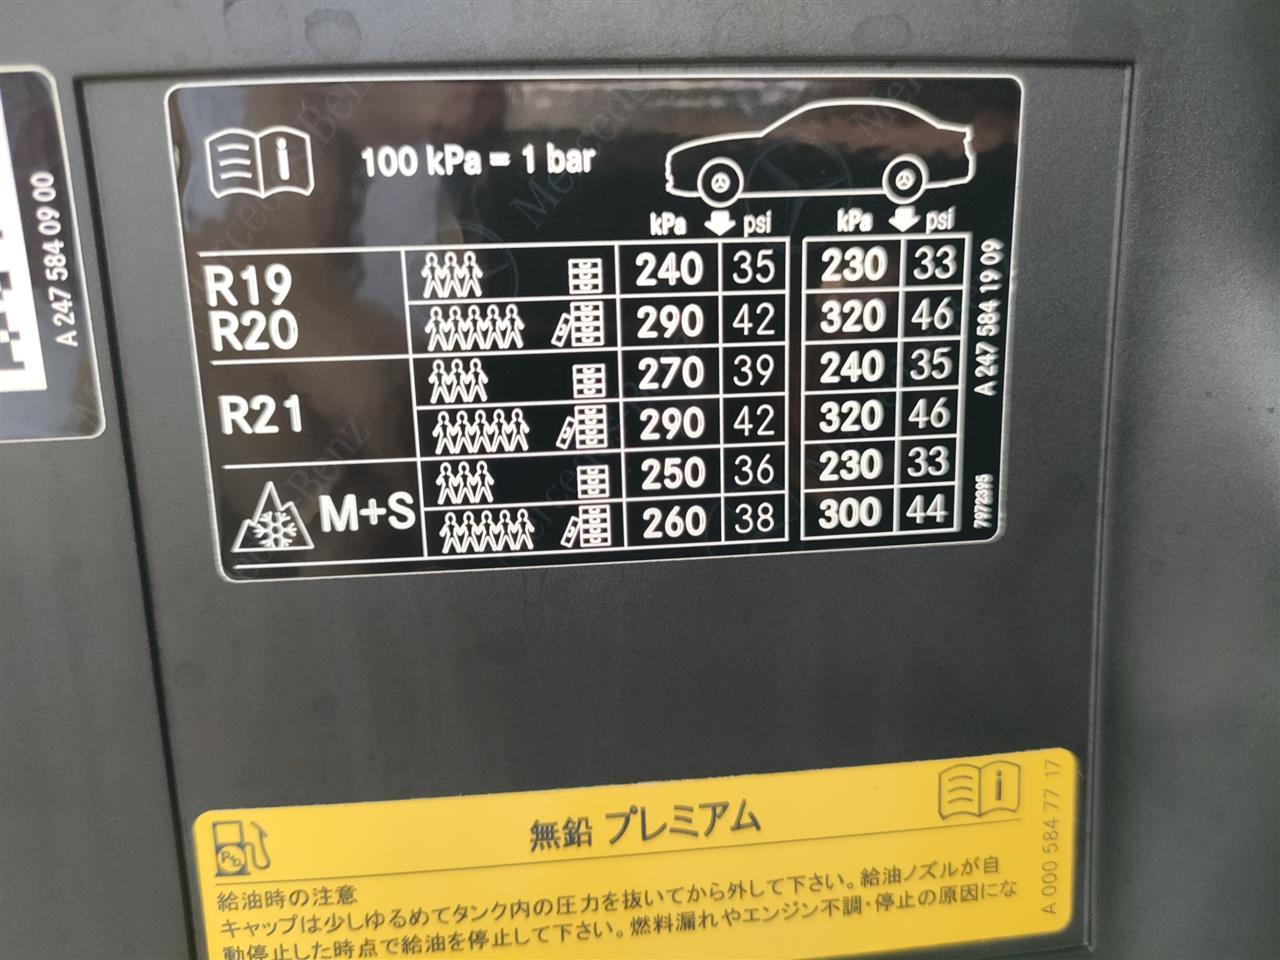 100 kPa = 1 bar
kPa psi kPa psi
R19 240 35 230 33
R20 290 42 320 46
R21 270 39 240 35
290 42 320 46
M+S 250 36 230 33
260 38 300 44
A 247 584 19 09
7972395
A 247 584 09 00
無鉛 プレミアム
Pb
給油時の注意
キャップは少しゆるめてタンク内の圧力を抜いてから外して下さい。給油ノズルが自
動停止した時点で給油を停止して下さい。燃料漏れやエンジン不調・停止の原因にな
A 000 584 77 17
Mercedes-Benz